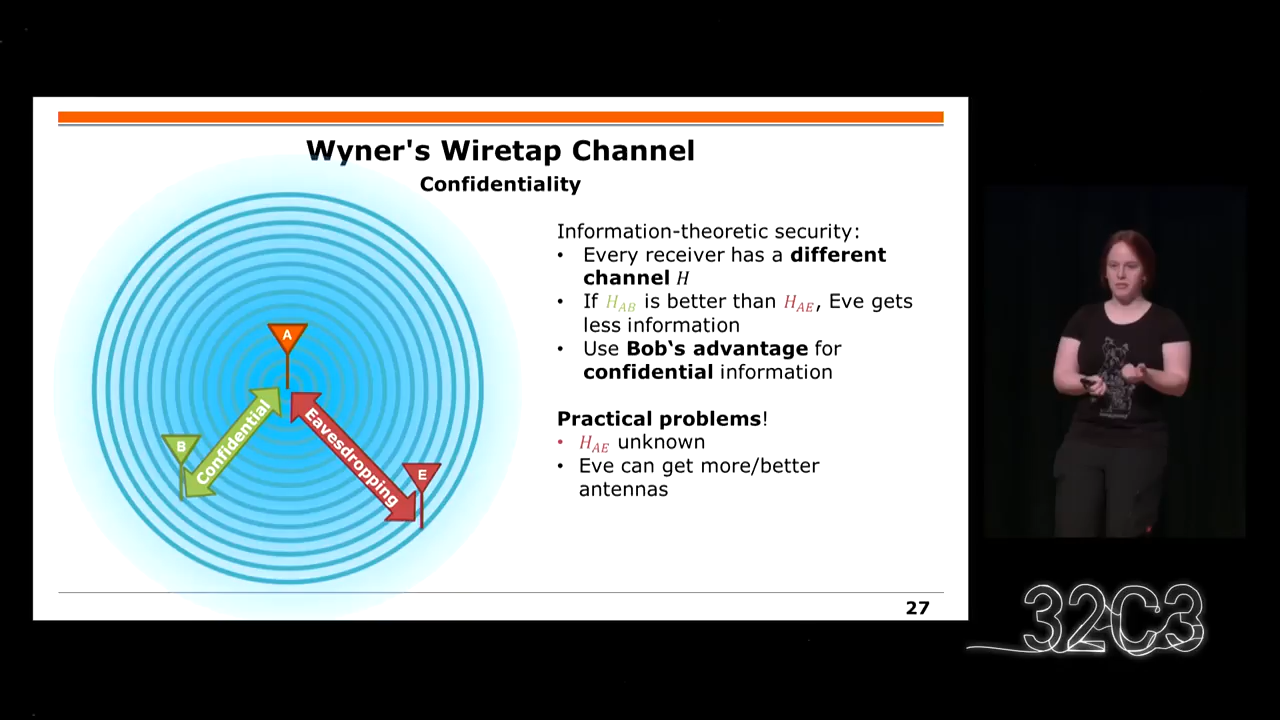 Wyner's Wiretap Channel
Confidentiality
A
B
E
Confidential
Eavesdropping
Information-theoretic security:
• Every receiver has a different
channel H
• If H_AB is better than H_AE, Eve gets
less information
• Use Bob‘s advantage for
confidential information
Practical problems!
• H_AE unknown
• Eve can get more/better
antennas
27
32C3